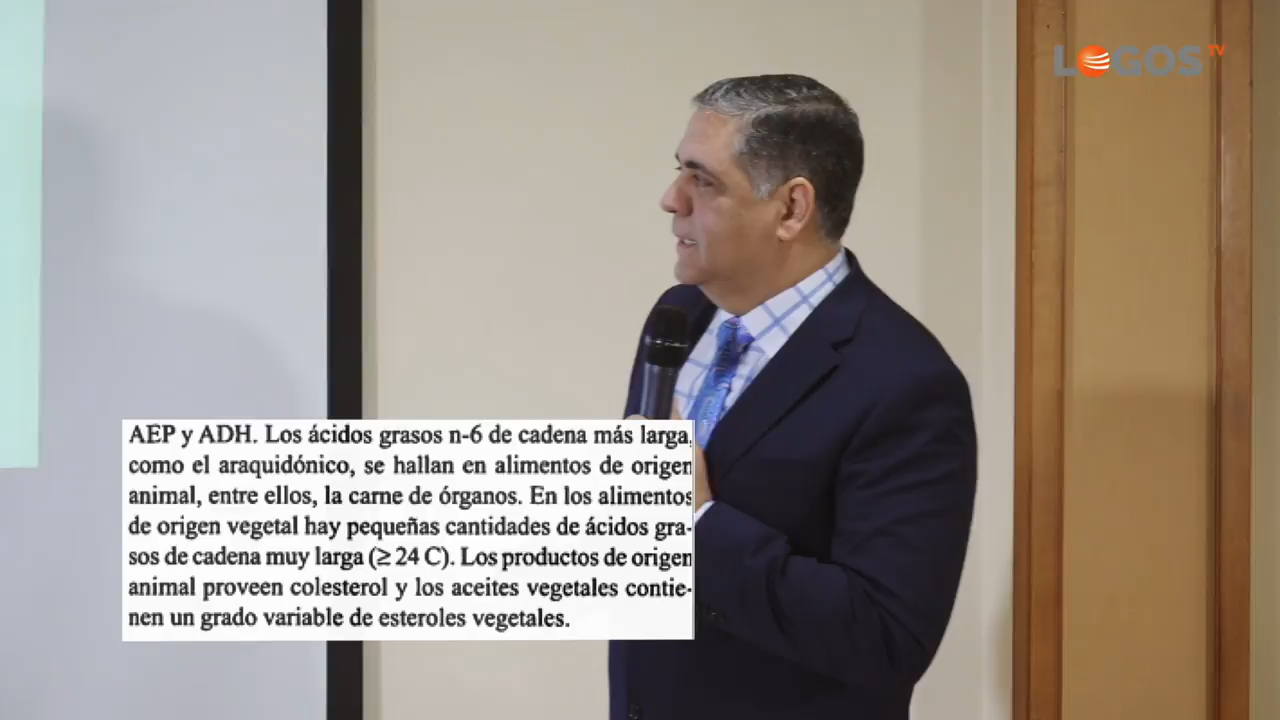 LOGOS TV
AEP y ADH. Los ácidos grasos n-6 de cadena más larga,
como el araquidónico, se hallan en alimentos de origen
animal, entre ellos, la carne de órganos. En los alimentos
de origen vegetal hay pequeñas cantidades de ácidos gra-
sos de cadena muy larga (≥ 24 C). Los productos de origen
animal proveen colesterol y los aceites vegetales contie-
nen un grado variable de esteroles vegetales.